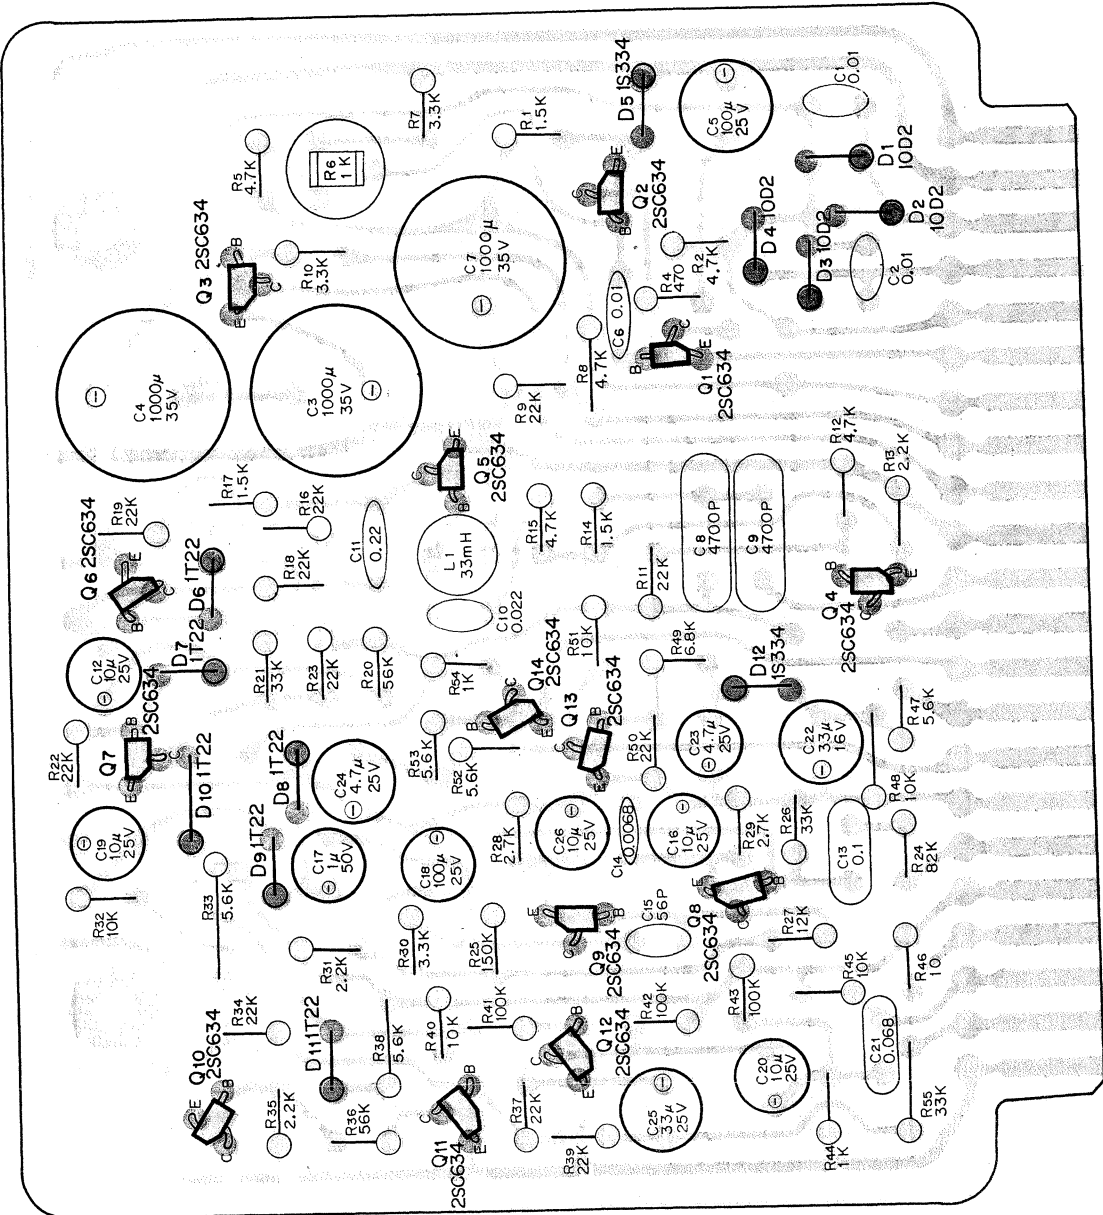 R7
3.3K
R1
1.5K
D5 1S334
C5
100μ
25V
C1
0.01
R5
4.7K
R6
1K
E
C
B
Q2
2SC634
D1
10D2
D2
10D2
Q3 2SC634
B
C
E
R10
3.3K
C7
1000μ
35V
R4
470
R2
4.7K
D4 10D2
D3 10D2
C2
0.01
C6 0.01
B
C
E
Q1
2SC634
C4
1000μ
35V
C3
1000μ
35V
R8
4.7K
R9
22K
R12
4.7K
R13
2.2K
R17
1.5K
R16
22K
E
C
B
Q5
2SC634
R19
22K
Q6 2SC634
E
C
B
D6 1T22
R18
22K
C11
0.22
L1
33mH
R15
4.7K
R14
1.5K
C8
4700P
C9
4700P
R11
22K
B
E
C
Q4
2SC634
C10
0.022
C12
10μ
25V
D7
1T22
R21
33K
R23
22K
R20
56K
R54
1K
R51
10K
R49
6.8K
D12
1S334
Q14
2SC634
C
B
E
Q13
2SC634
C
E
R47
5.6K
R22
22K
Q7
2SC634
B
C
E
D10 1T22
D8 1T22
C24
4.7μ
25V
R53
5.6K
R52
5.6K
R50
22K
C23
4.7μ
25V
C22
33μ
16V
R48
10K
C19
10μ
25V
D9 1T22
C17
1μ
50V
C18
100μ
25V
R28
2.7K
C26
10μ
25V
C14
0.0068
C16
10μ
25V
R29
2.7K
R26
33K
C13
0.1
R24
82K
R32
10K
R33
5.6K
R31
2.2K
R30
3.3K
R25
150K
E
B
C
Q9
2SC634
C15
56P
E
B
C
Q8
2SC634
R27
12K
R45
10K
R46
10
R34
22K
D11 1T22
R38
5.6K
R40
10K
R41
100K
R42
100K
R43
100K
C21
0.068
Q10
2SC634
E
B
C
R35
2.2K
R36
56K
Q11
2SC634
B
C
E
R37
22K
Q12
2SC634
B
C
E
R39
22K
C25
33μ
25V
C20
10μ
25V
R44
1K
R55
33K